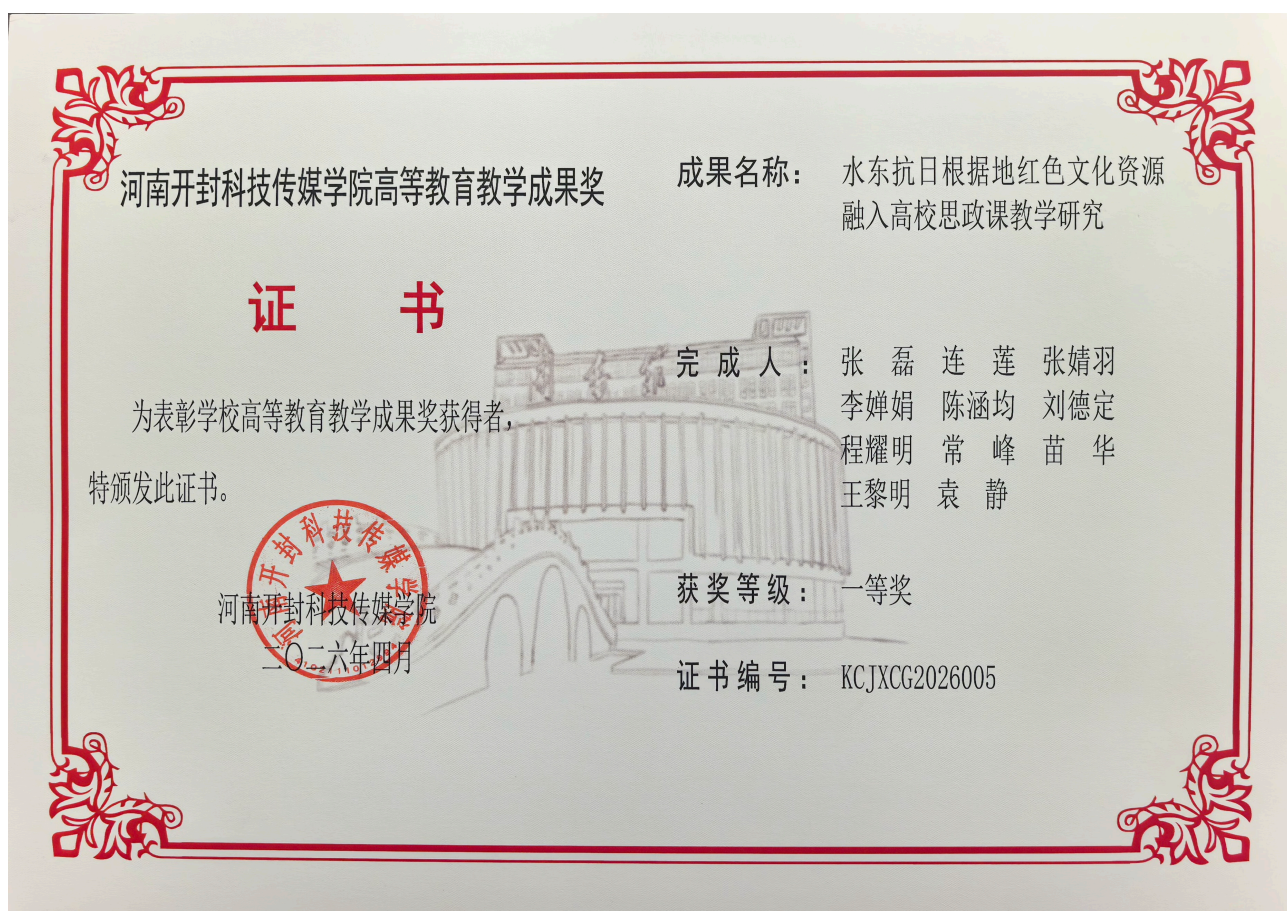 河南开封科技传媒学院高等教育教学成果奖
证 书
为表彰学校高等教育教学成果奖获得者，
特颁发此证书。
河南开封科技传媒学院
河南开封科技传媒学院
二〇二六年四月
成果名称： 水东抗日根据地红色文化资源
融入高校思政课教学研究
完成人： 张 磊 连 莲 张婧羽
李婵娟 陈涵均 刘德定
程耀明 常 峰 苗 华
王黎明 袁 静
获奖等级： 一等奖
证书编号： KCJXCG2026005